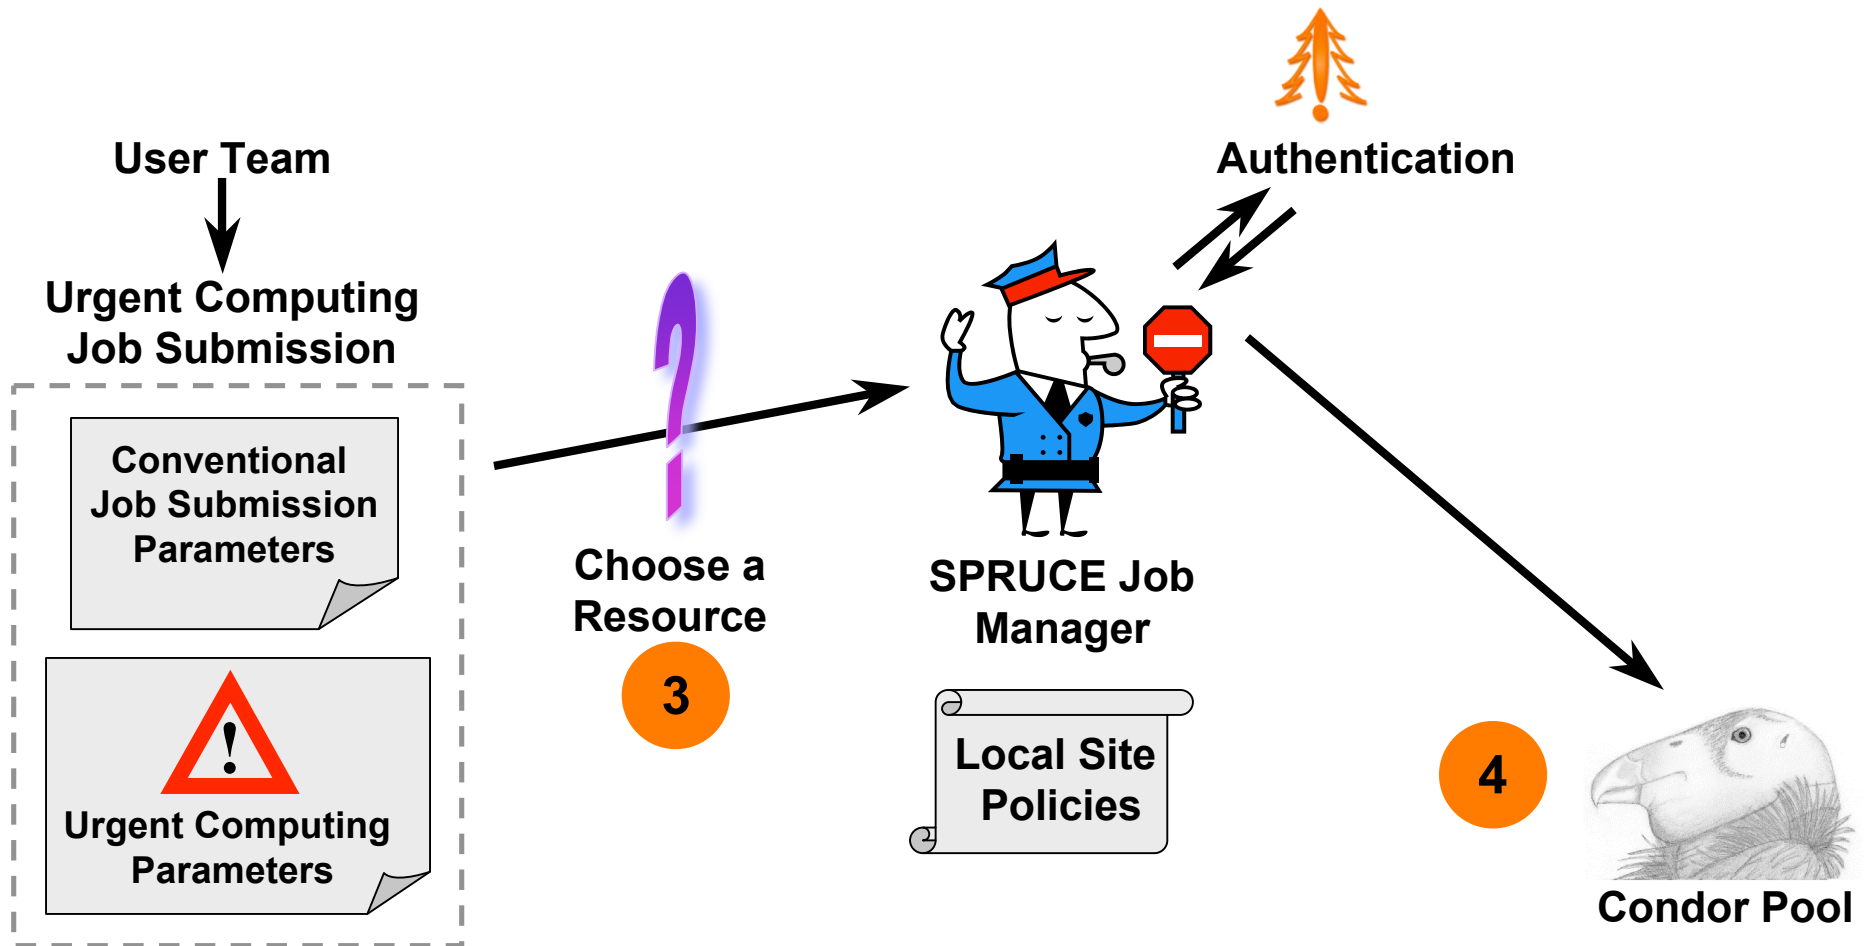 User Team
Urgent Computing
Job Submission
Conventional
Job Submission
Parameters
!
Urgent Computing
Parameters
Choose a
Resource
3
SPRUCE Job
Manager
Local Site
Policies
Authentication
4
Condor Pool